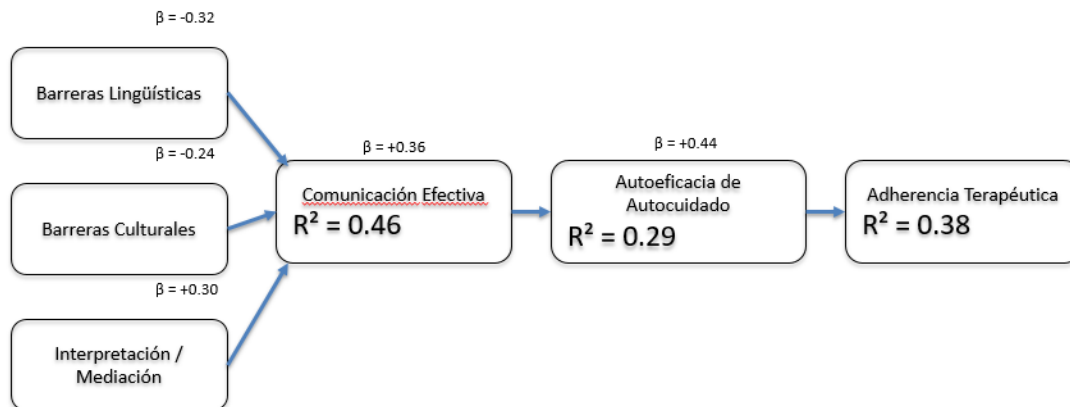 β = -0.32
Barreras Lingüísticas
β = -0.24
Barreras Culturales
β = +0.30
Interpretación /
Mediación
β = +0.36
Comunicación Efectiva
R² = 0.46
β = +0.44
Autoeficacia de
Autocuidado
R² = 0.29
Adherencia Terapéutica
R² = 0.38